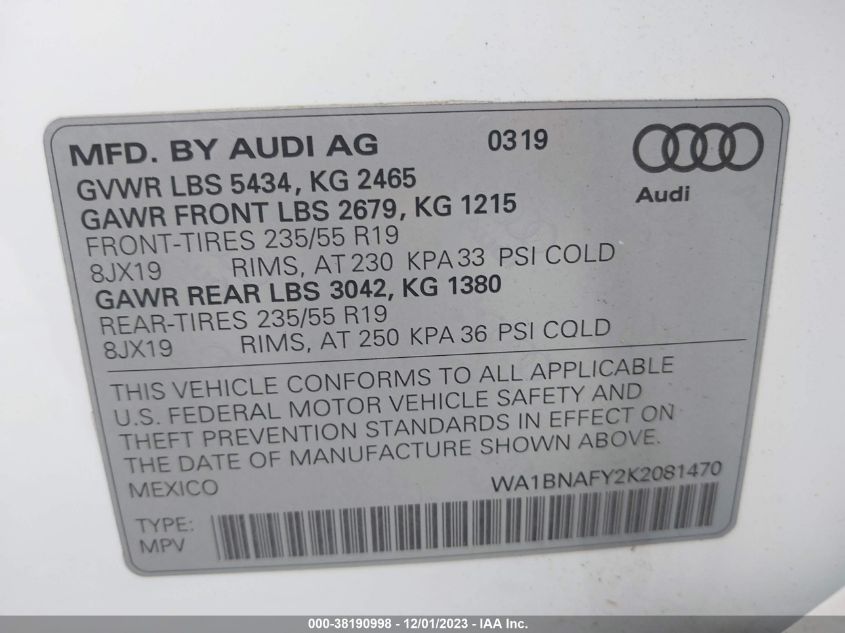 MFD. BY AUDI AG 0319
Audi
GVWR LBS 5434, KG 2465
GAWR FRONT LBS 2679, KG 1215
FRONT-TIRES 235/55 R19
8JX19 RIMS, AT 230 KPA 33 PSI COLD
GAWR REAR LBS 3042, KG 1380
REAR-TIRES 235/55 R19
8JX19 RIMS, AT 250 KPA 36 PSI COLD
THIS VEHICLE CONFORMS TO ALL APPLICABLE
U.S. FEDERAL MOTOR VEHICLE SAFETY AND
THEFT PREVENTION STANDARDS IN EFFECT ON
THE DATE OF MANUFACTURE SHOWN ABOVE.
MEXICO WA1BNAFY2K2081470
TYPE:
MPV
000-38190998 - 12/01/2023 - IAA Inc.